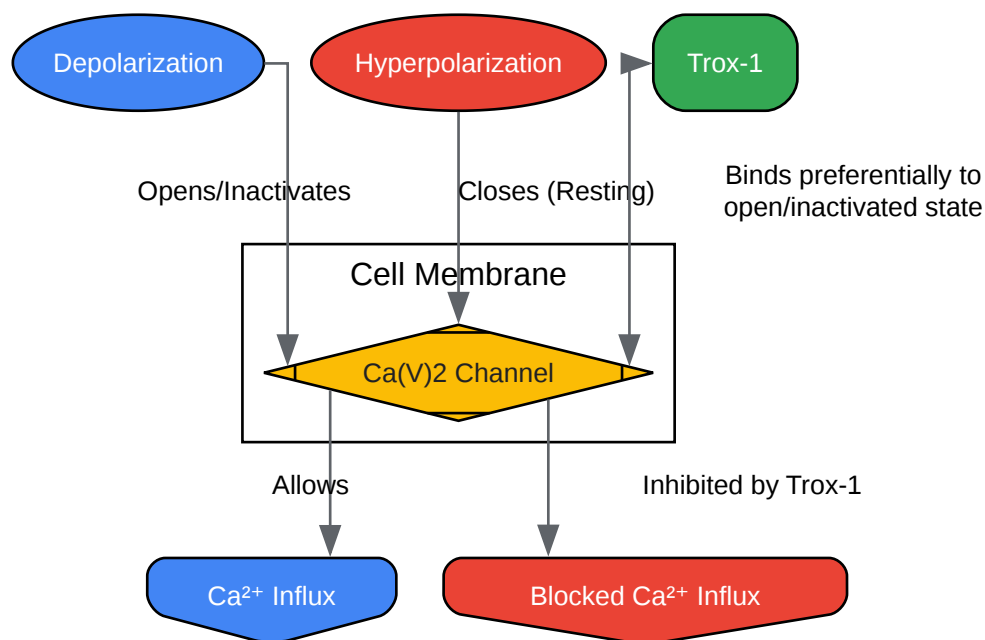 Depolarization
Hyperpolarization
Trox-1
Opens/Inactivates
Closes (Resting)
Binds preferentially to
open/inactivated state
Cell Membrane
Ca(V)2 Channel
Allows
Inhibited by Trox-1
Ca²⁺ Influx
Blocked Ca²⁺ Influx